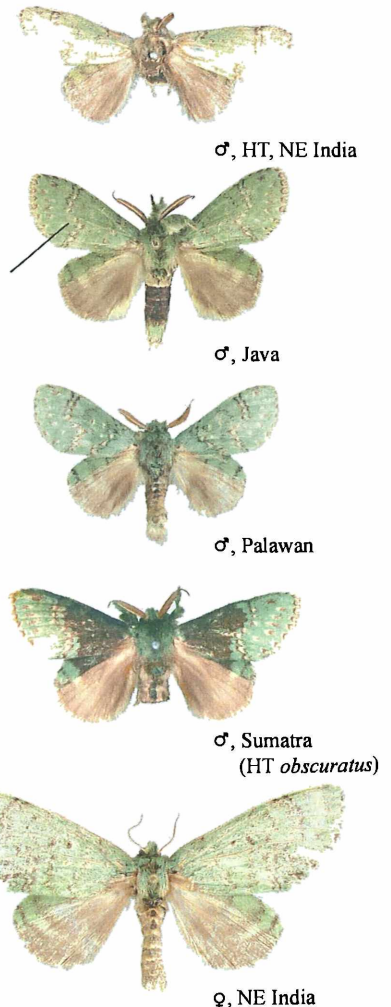 ♂, HT, NE India
♂, Java
♂, Palawan
♂, Sumatra
(HT obscuratus)
♀, NE India